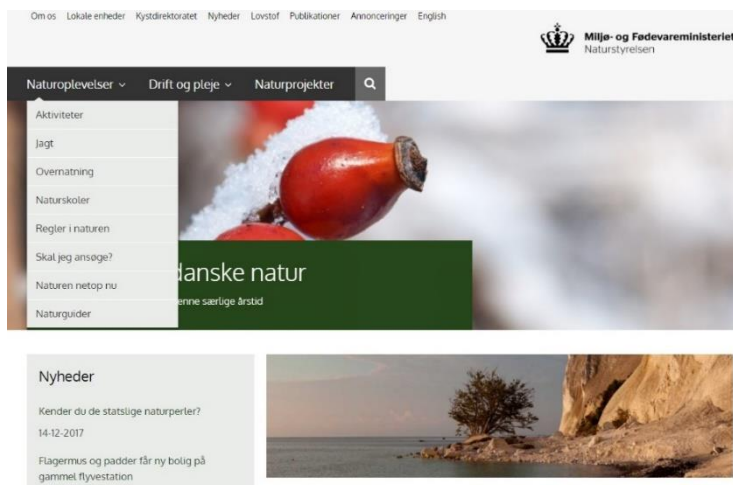 Om os Lokale enheder Kystdirektoratet Nyheder Lovstof Publikationer Annonceringer English
Miljø- og Fødevareministeriet
Naturstyrelsen
Naturoplevelser Drift og pleje Naturprojekter
Aktiviteter
Jagt
Overnatning
Naturskoler
Regler i naturen
Skal jeg ansøge?
Naturen netop nu
Naturguider
danske natur
enne særlige årstid
Nyheder
Kender du de statslige naturperler?
14-12-2017
Flagermus og padder får ny bolig på
gammel flyvestation